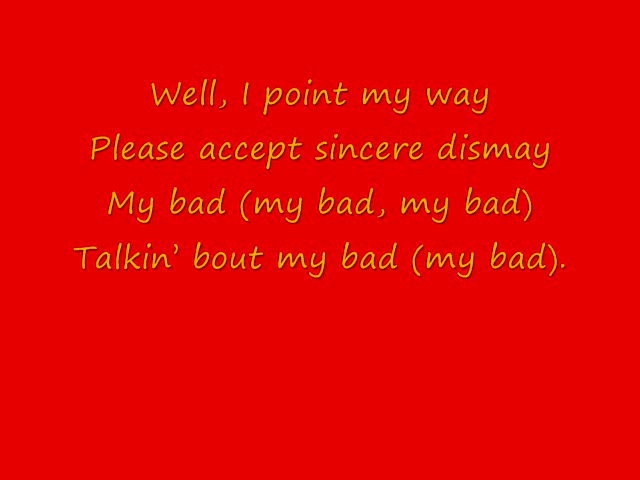 Well, I point my way
Please accept sincere dismay
My bad (my bad, my bad)
Talkin’ bout my bad (my bad).